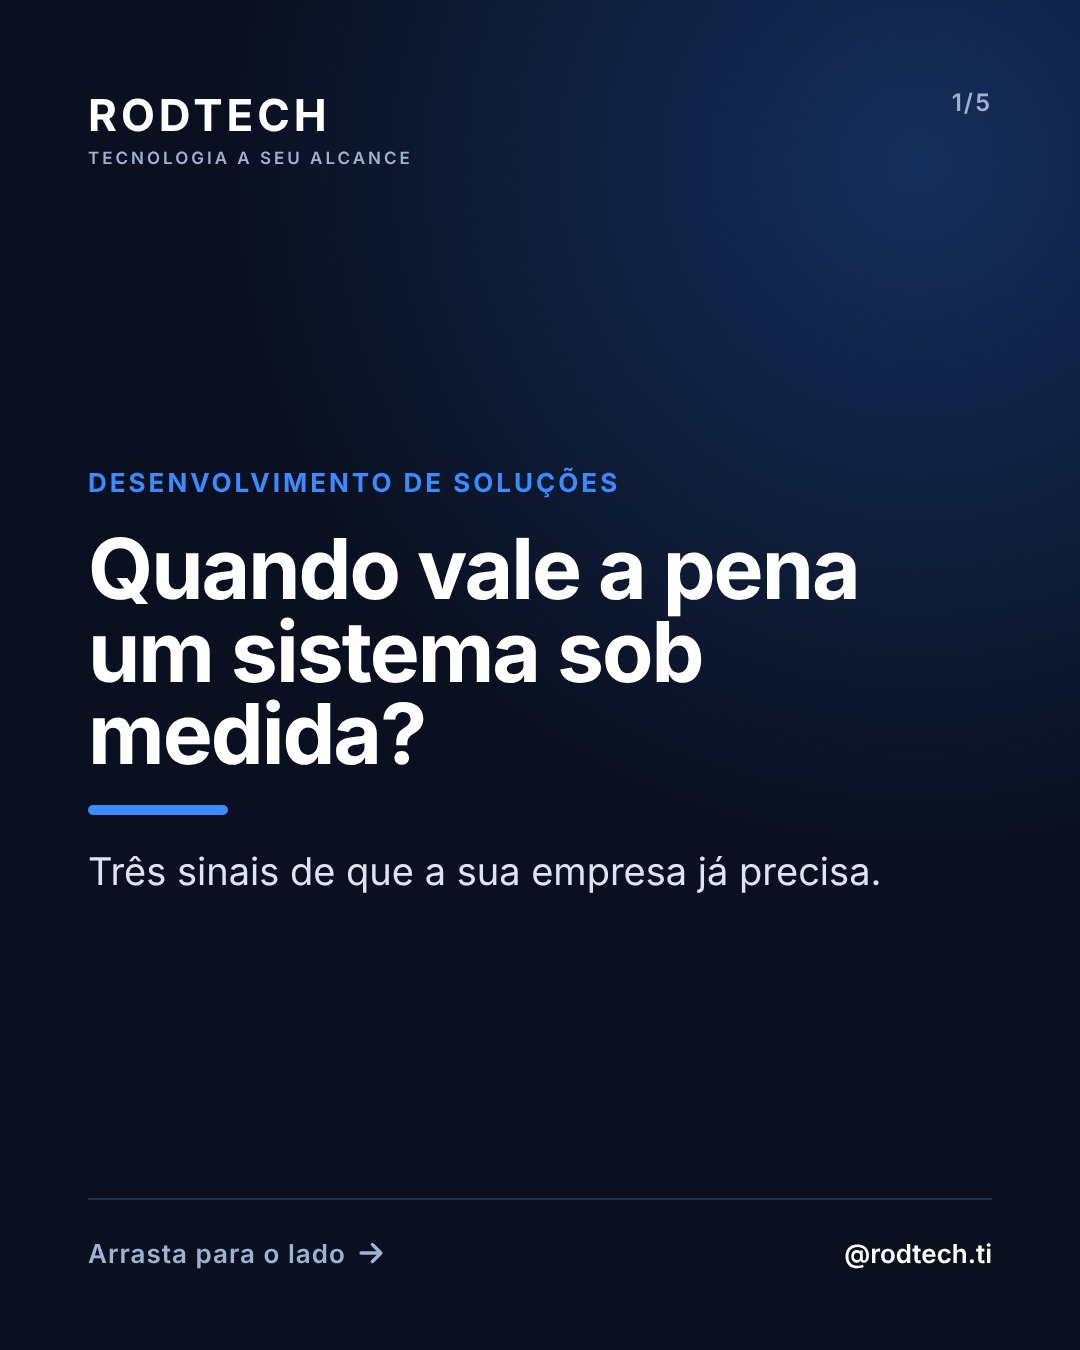 RODTECH
TECNOLOGIA A SEU ALCANCE
1/5
DESENVOLVIMENTO DE SOLUÇÕES
Quando vale a pena
um sistema sob
medida?
Três sinais de que a sua empresa já precisa.
Arrasta para o lado →
@rodtech.ti